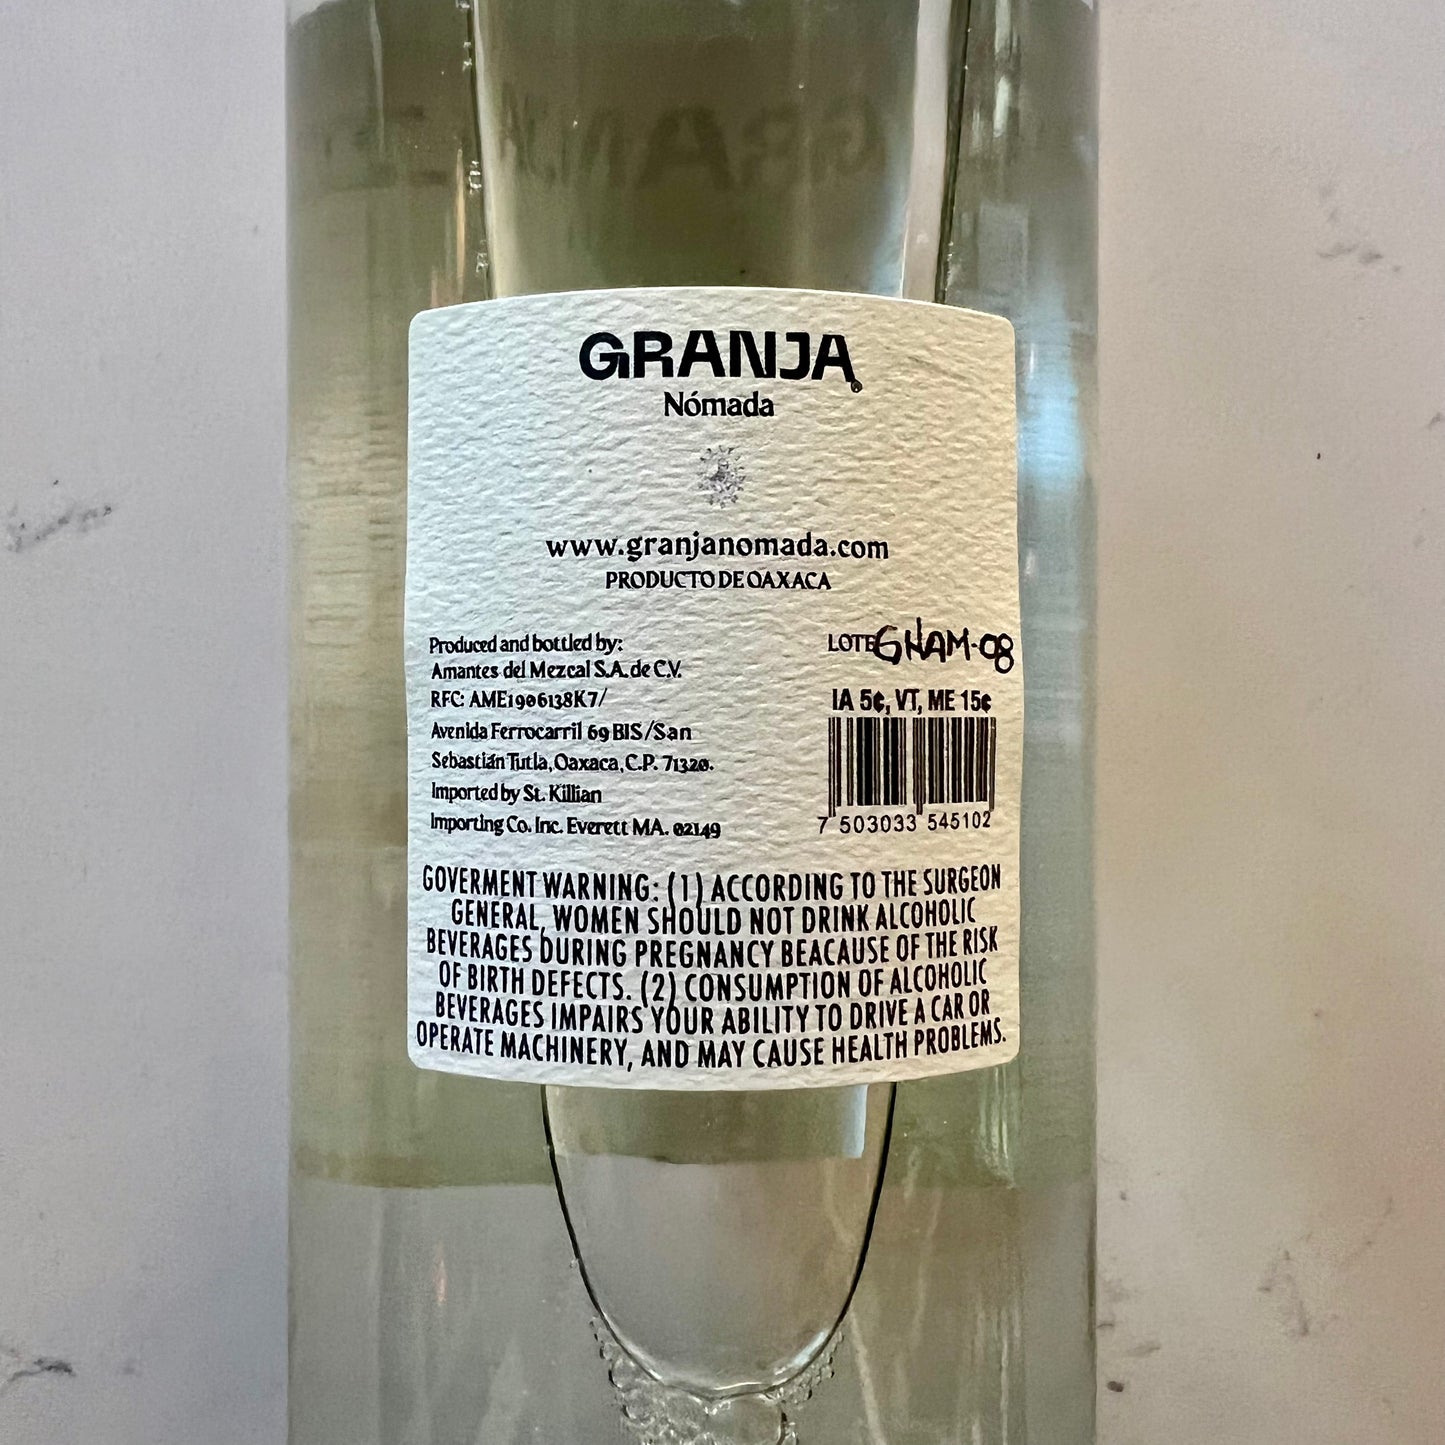 GRANJA®
Nómada
www.granjanomada.com
PRODUCTO DE OAXACA
Produced and bottled by:
Amantes del Mezcal S.A. de C.V.
RFC: AME1906138K7/
Avenida Ferrocarril 69 BIS/San
Sebastián Tutla, Oaxaca, C.P. 71320.
Imported by St. Killian
Importing Co. Inc. Everett MA. 02149
LOTE GNAM-08
IA 5¢, VT, ME 15¢
7 503033 545102
GOVERMENT WARNING: (1) ACCORDING TO THE SURGEON
GENERAL, WOMEN SHOULD NOT DRINK ALCOHOLIC
BEVERAGES DURING PREGNANCY BEACAUSE OF THE RISK
OF BIRTH DEFECTS. (2) CONSUMPTION OF ALCOHOLIC
BEVERAGES IMPAIRS YOUR ABILITY TO DRIVE A CAR OR
OPERATE MACHINERY, AND MAY CAUSE HEALTH PROBLEMS.